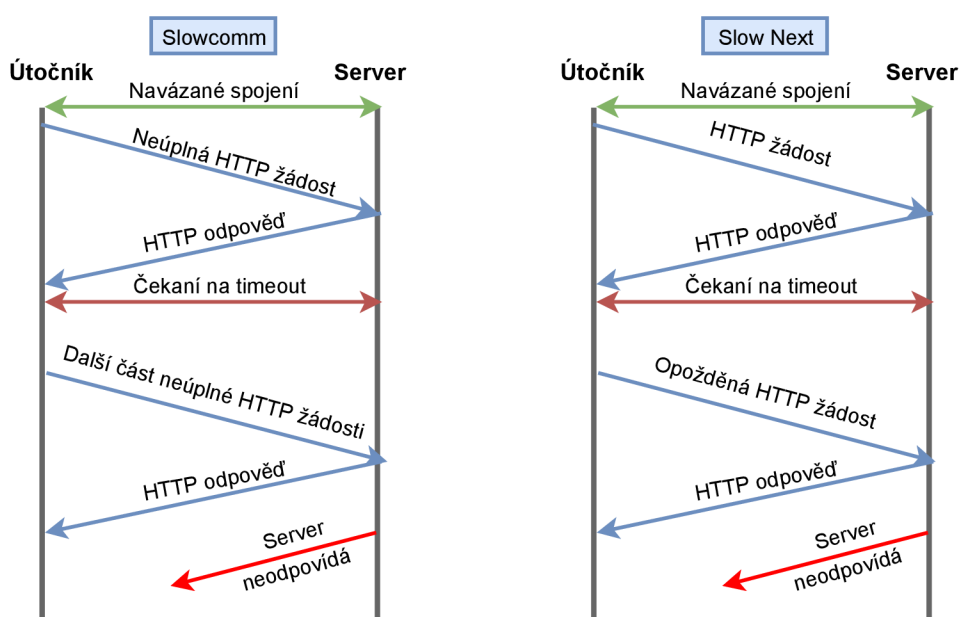 Slowcomm
Útočník
Server
Navázané spojení
Neúplná HTTP žádost
HTTP odpověď
Čekaní na timeout
Další část neúplné HTTP žádosti
HTTP odpověď
Server
neodpovídá
Slow Next
Útočník
Server
Navázané spojení
HTTP žádost
HTTP odpověď
Čekaní na timeout
Opožděná HTTP žádost
HTTP odpověď
Server
neodpovídá